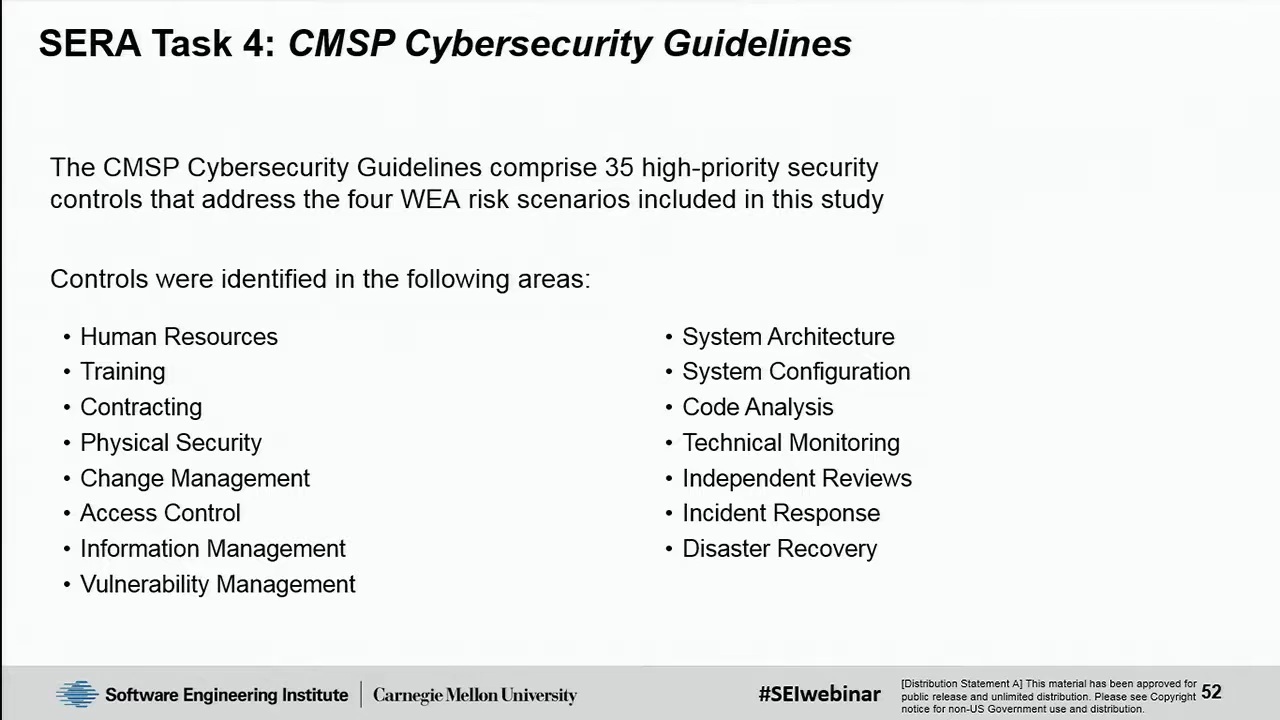 SERA Task 4: CMSP Cybersecurity Guidelines
The CMSP Cybersecurity Guidelines comprise 35 high-priority security
controls that address the four WEA risk scenarios included in this study
Controls were identified in the following areas:
• Human Resources
• Training
• Contracting
• Physical Security
• Change Management
• Access Control
• Information Management
• Vulnerability Management
• System Architecture
• System Configuration
• Code Analysis
• Technical Monitoring
• Independent Reviews
• Incident Response
• Disaster Recovery
Software Engineering Institute | Carnegie Mellon University
#SEIwebinar
[Distribution Statement A] This material has been approved for
public release and unlimited distribution. Please see Copyright
notice for non-US Government use and distribution.
52